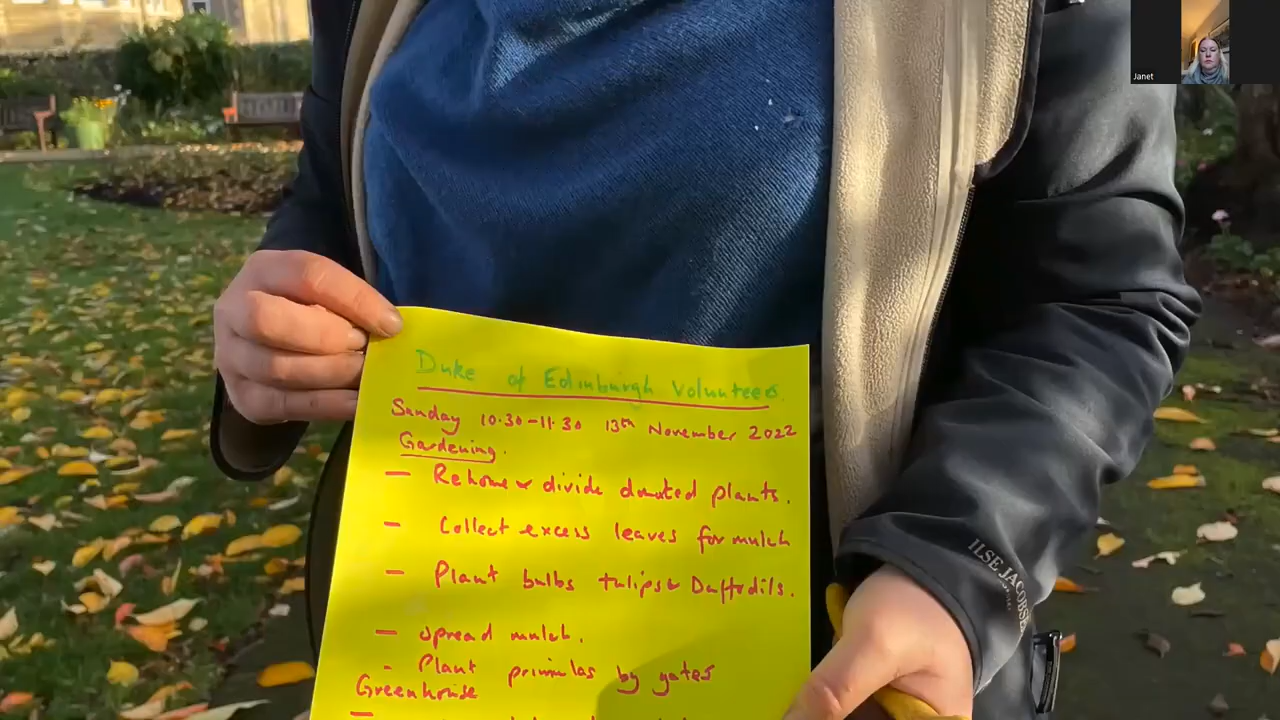 Janet
Duke of Edinburgh Volunteers.
Sunday 10.30-11.30 13th November 2022
Gardening.
— Rehome & divide donated plants.
— Collect excess leaves for mulch
— Plant bulbs tulips & Daffodils.
— spread mulch.
- Plant primulas by gates
Greenhouse
—
ILSE JACOBSEN